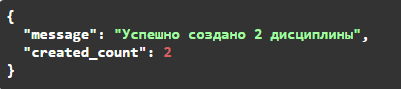 {
  "message": "Успешно создано 2 дисциплины",
  "created_count": 2
}